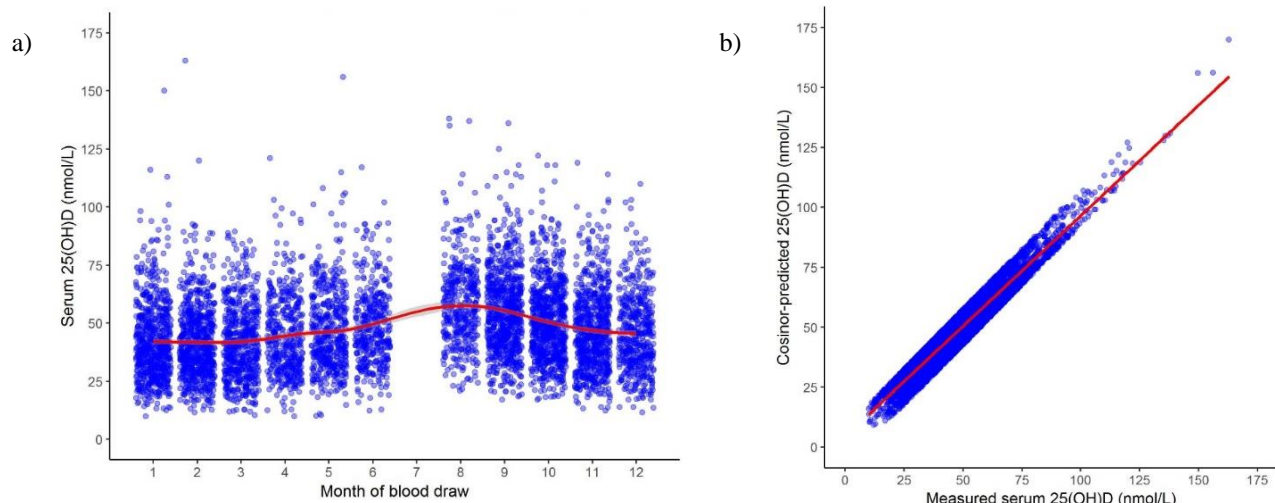 a)
Serum 25(OH)D (nmol/L)
175
150
125
100
75
50
25
0
1 2 3 4 5 6 7 8 9 10 11 12
Month of blood draw
b)
Cosinor-predicted 25(OH)D (nmol/L)
175
150
125
100
75
50
25
0
0 25 50 75 100 125 150 175
Measured serum 25(OH)D (nmol/L)